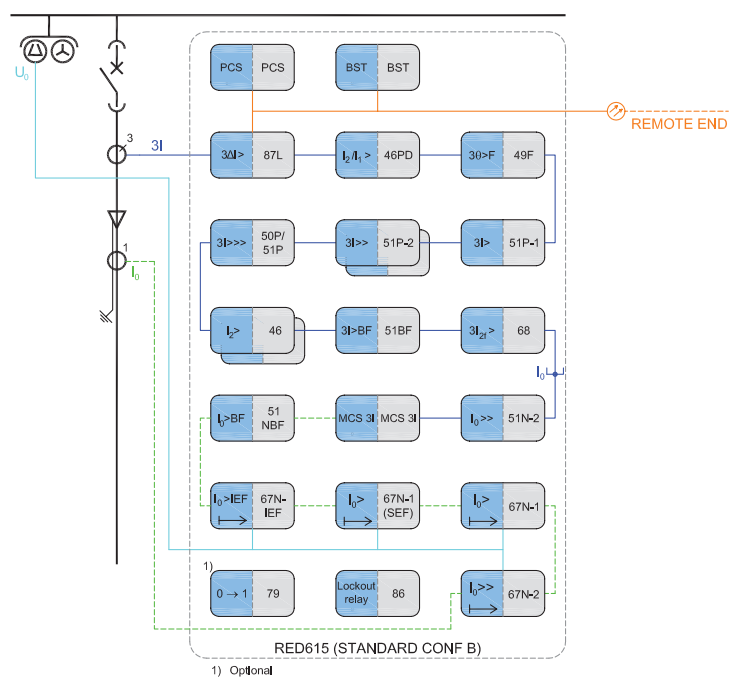 PCS PCS BST BST
U₀
REMOTE END
3
3I
3ΔI> 87L I₂/I₁> 46PD 3θ>F 49F
3I>>> 50P/
51P
3I>> 51P-2 3I> 51P-1
1
I₀
I₂> 46 3I>BF 51BF 3I₂f> 68
I₀
I₀>BF 51
NBF
MCS 3I MCS 3I I₀>> 51N-2
I₀>IEF 67N-
IEF
I₀> 67N-1
(SEF)
I₀> 67N-1
1)
0 → 1 79 Lockout
relay
86 I₀>> 67N-2
RED615 (STANDARD CONF B)
1) Optional